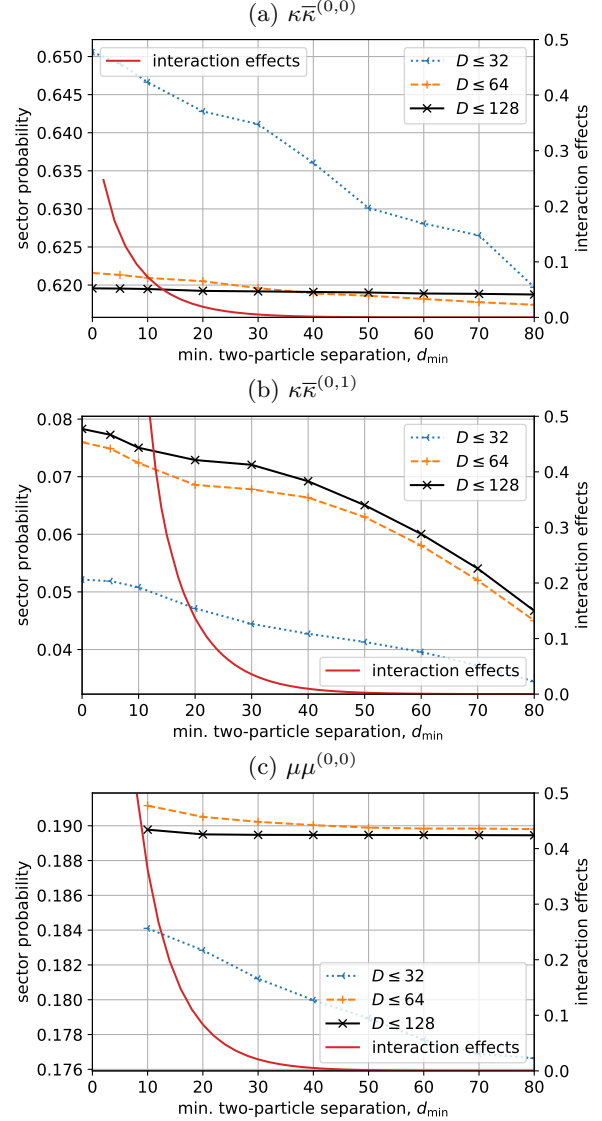 (a) κκ̅^(0,0)
interaction effects
D ≤ 32
D ≤ 64
D ≤ 128
sector probability
0.650
0.645
0.640
0.635
0.630
0.625
0.620
interaction effects
0.5
0.4
0.3
0.2
0.1
0.0
0 10 20 30 40 50 60 70 80
min. two-particle separation, d_min
(b) κκ̅^(0,1)
D ≤ 32
D ≤ 64
D ≤ 128
interaction effects
sector probability
0.08
0.07
0.06
0.05
0.04
interaction effects
0.5
0.4
0.3
0.2
0.1
0.0
0 10 20 30 40 50 60 70 80
min. two-particle separation, d_min
(c) μμ^(0,0)
sector probability
0.190
0.188
0.186
0.184
0.182
0.180
0.178
0.176
interaction effects
0.5
0.4
0.3
0.2
0.1
0.0
D ≤ 32
D ≤ 64
D ≤ 128
interaction effects
0 10 20 30 40 50 60 70 80
min. two-particle separation, d_min